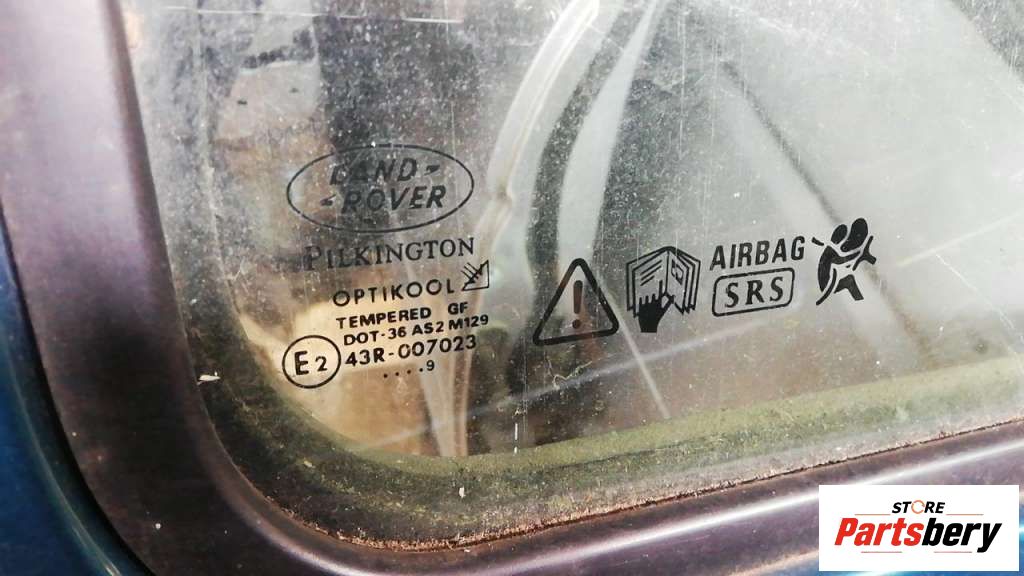 LAND-
-ROVER
PILKINGTON
OPTIKOOL
TEMPERED GF
DOT-36 AS2 M129
E2 43R-007023
....9
AIRBAG
SRS
STORE
Partsbery